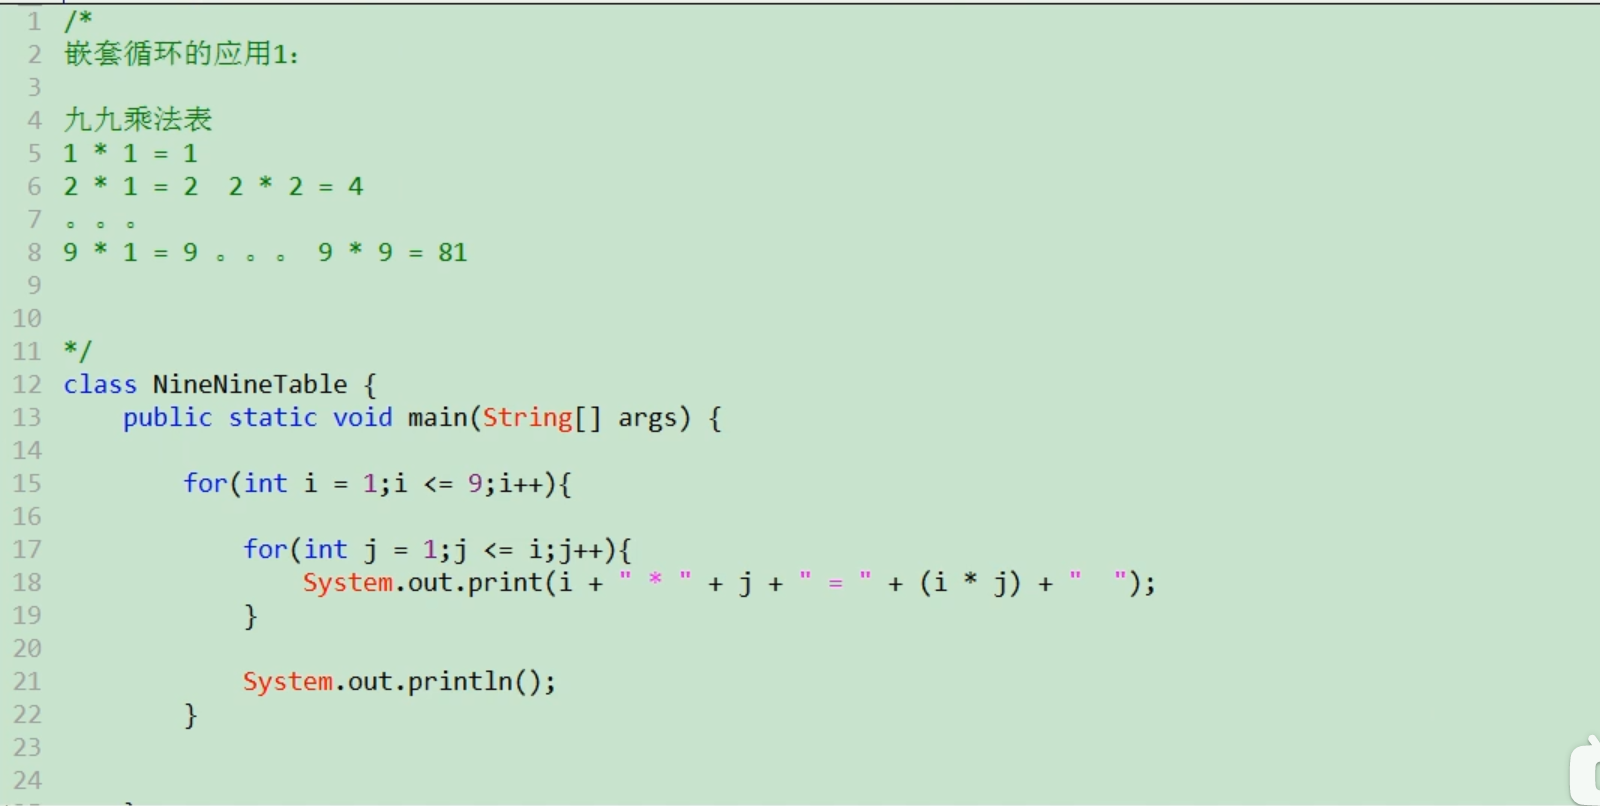 1 /*
2 嵌套循环的应用1:
3
4 九九乘法表
5 1 * 1 = 1
6 2 * 1 = 2  2 * 2 = 4
7 。。。
8 9 * 1 = 9 。。。 9 * 9 = 81
9
10
11 */
12 class NineNineTable {
13     public static void main(String[] args) {
14
15         for(int i = 1;i <= 9;i++){
16
17             for(int j = 1;j <= i;j++){
18                 System.out.print(i + " * " + j + " = " + (i * j) + "  ");
19             }
20
21             System.out.println();
22         }
23
24